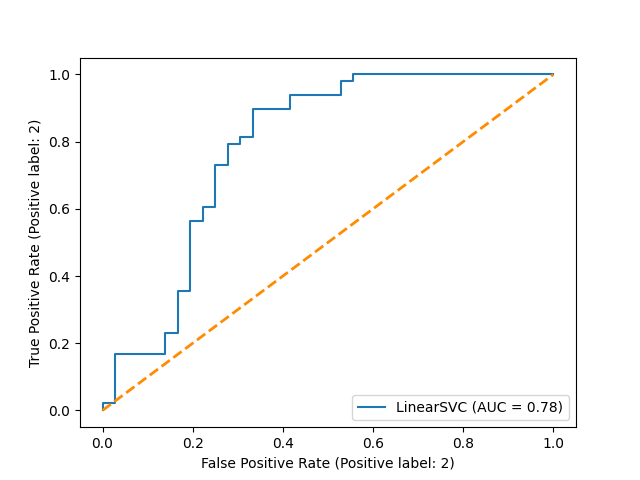 1.0
0.8
0.6
0.4
0.2
0.0
True Positive Rate (Positive label: 2)
LinearSVC (AUC = 0.78)
0.0 0.2 0.4 0.6 0.8 1.0
False Positive Rate (Positive label: 2)